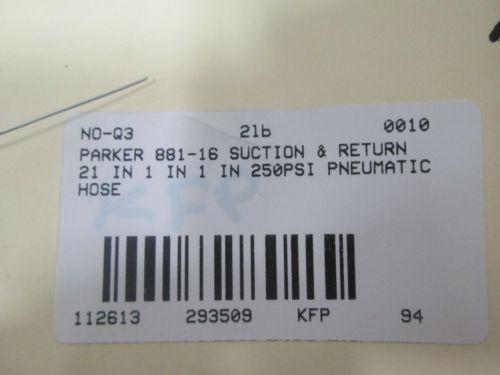 NO-Q3 21b 0010
PARKER 881-16 SUCTION & RETURN
21 IN 1 IN 1 IN 250PSI PNEUMATIC
HOSE
KFP
112613 293509 KFP 94